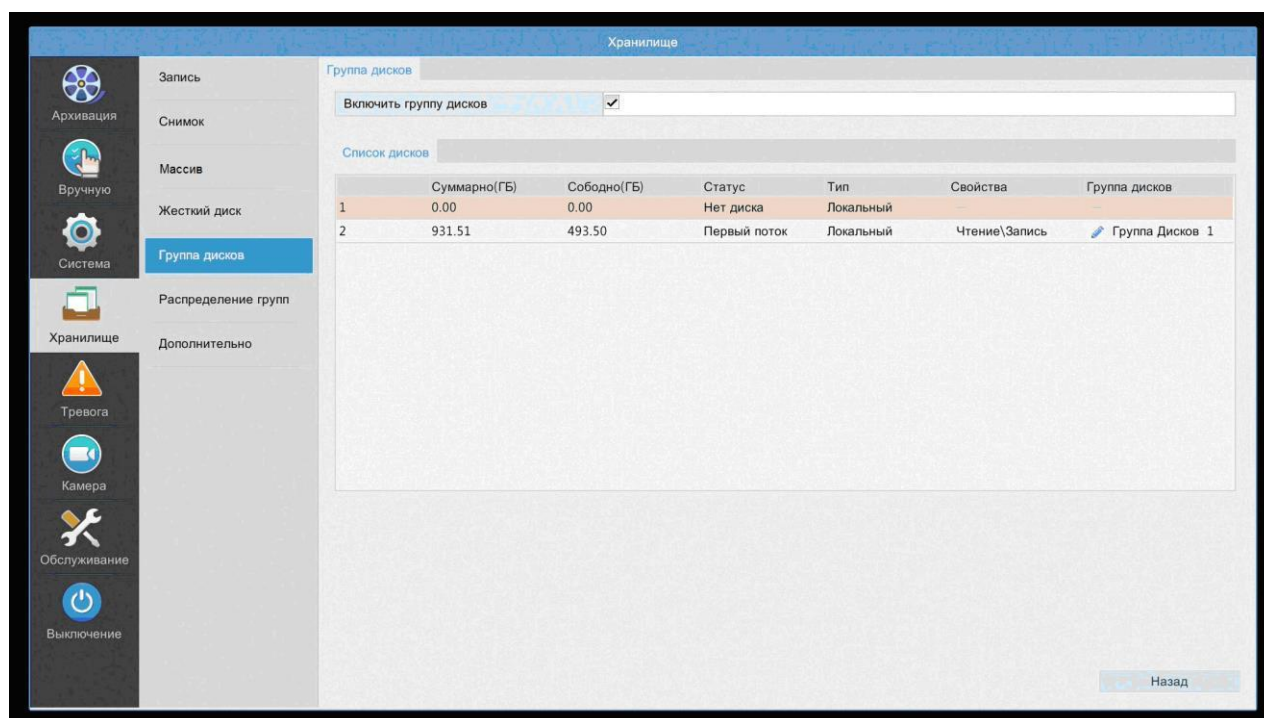 Хранилище
Архивация
Вручную
Система
Хранилище
Тревога
Камера
Обслуживание
Выключение
Запись
Снимок
Массив
Жесткий диск
Группа дисков
Распределение групп
Дополнительно
Группа дисков
Включить группу дисков
Список дисков
Суммарно(ГБ) Сободно(ГБ) Статус Тип Свойства Группа дисков
1 0.00 0.00 Нет диска Локальный — —
2 931.51 493.50 Первый поток Локальный Чтение\Запись Группа Дисков 1
Назад